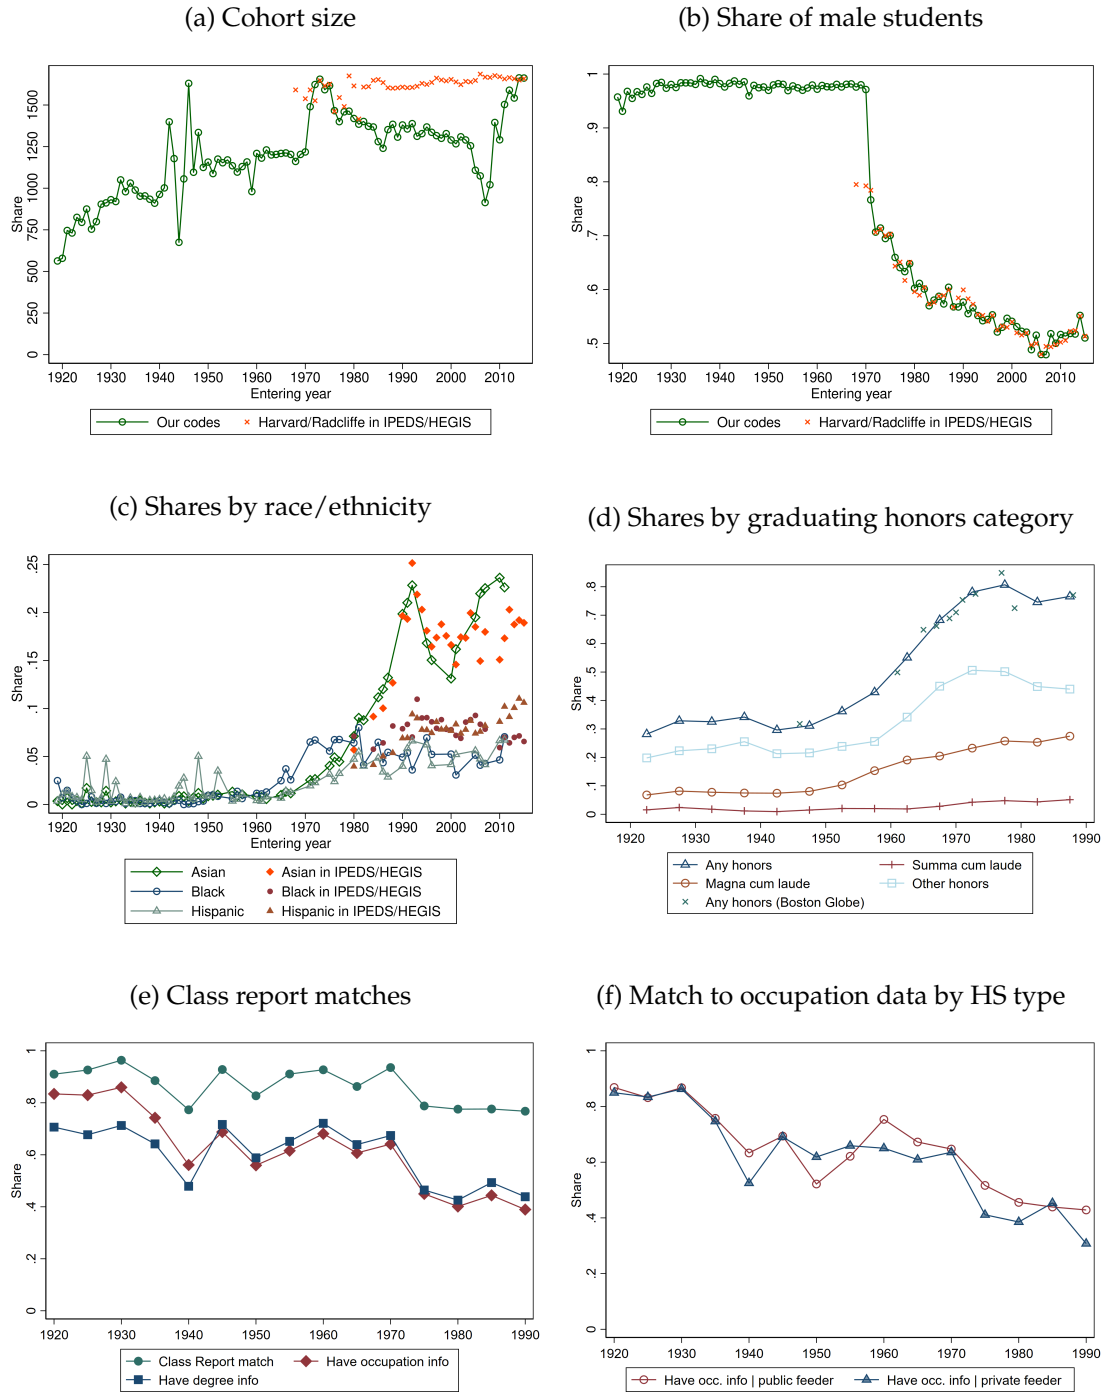 (a) Cohort size
(b) Share of male students
Share
0 250 500 750 1000 1250 1500
1920 1930 1940 1950 1960 1970 1980 1990 2000 2010
Entering year
Our codes Harvard/Radcliffe in IPEDS/HEGIS
Share
.5 .6 .7 .8 .9 1
1920 1930 1940 1950 1960 1970 1980 1990 2000 2010
Entering year
Our codes Harvard/Radcliffe in IPEDS/HEGIS
(c) Shares by race/ethnicity
(d) Shares by graduating honors category
Share
0 .05 .1 .15 .2 .25
1920 1930 1940 1950 1960 1970 1980 1990 2000 2010
Entering year
Asian Asian in IPEDS/HEGIS
Black Black in IPEDS/HEGIS
Hispanic Hispanic in IPEDS/HEGIS
Share
0 .1 .2 .3 .4 .5 .6 .7 .8
1920 1930 1940 1950 1960 1970 1980 1990
Any honors Summa cum laude
Magna cum laude Other honors
Any honors (Boston Globe)
(e) Class report matches
(f) Match to occupation data by HS type
Share
0 .2 .4 .6 .8 1
1920 1930 1940 1950 1960 1970 1980 1990
Class Report match Have occupation info
Have degree info
Share
0 .2 .4 .6 .8 1
1920 1930 1940 1950 1960 1970 1980 1990
Have occ. info | public feeder Have occ. info | private feeder